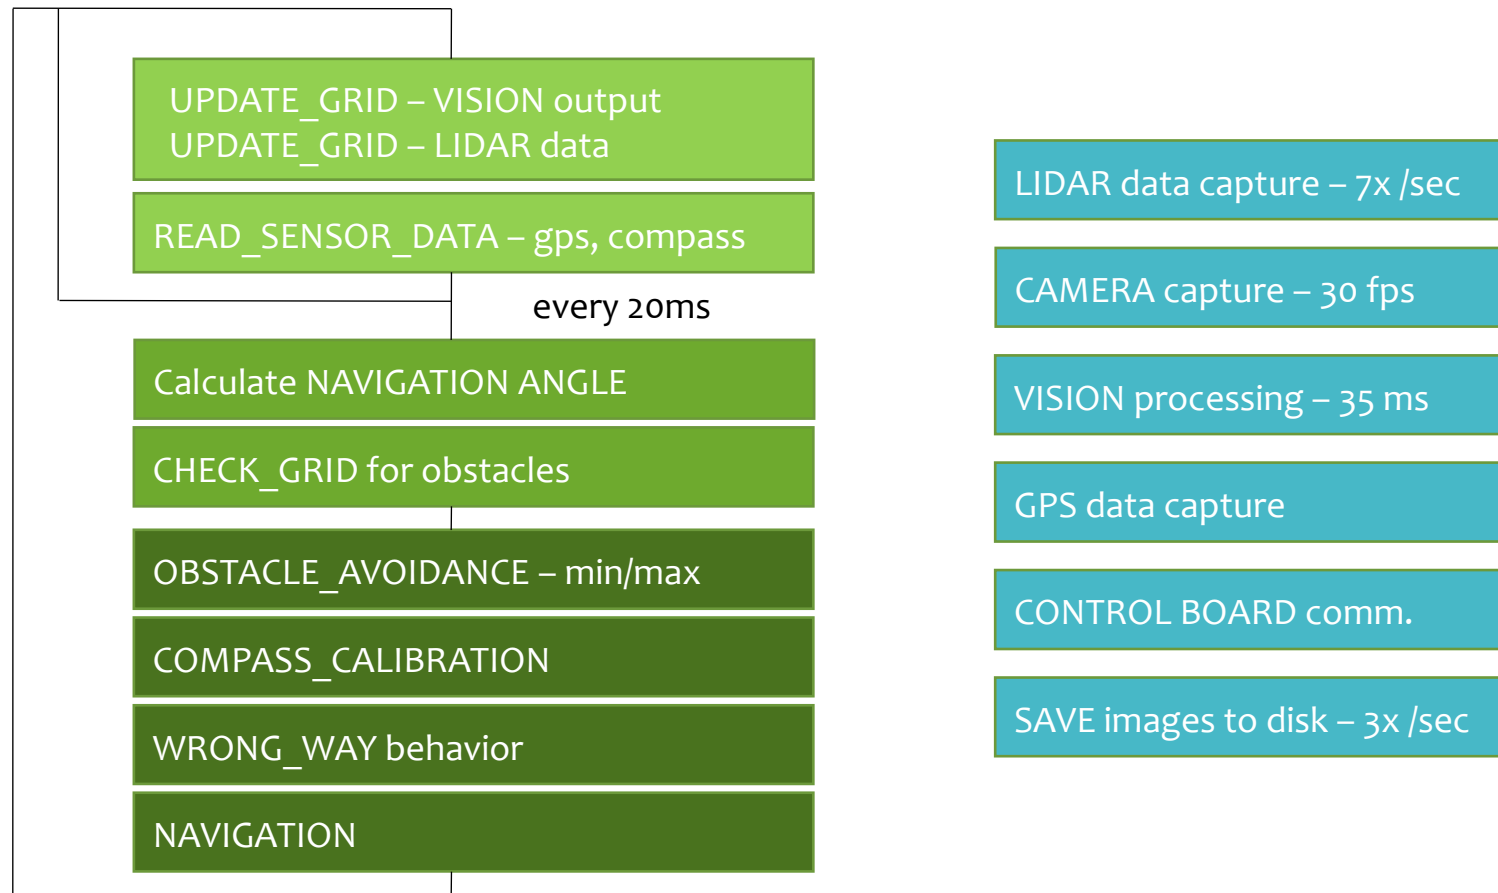 UPDATE_GRID – VISION output
UPDATE_GRID – LIDAR data
READ_SENSOR_DATA – gps, compass
every 20ms
Calculate NAVIGATION ANGLE
CHECK_GRID for obstacles
OBSTACLE_AVOIDANCE – min/max
COMPASS_CALIBRATION
WRONG_WAY behavior
NAVIGATION
LIDAR data capture – 7x /sec
CAMERA capture – 30 fps
VISION processing – 35 ms
GPS data capture
CONTROL BOARD comm.
SAVE images to disk – 3x /sec